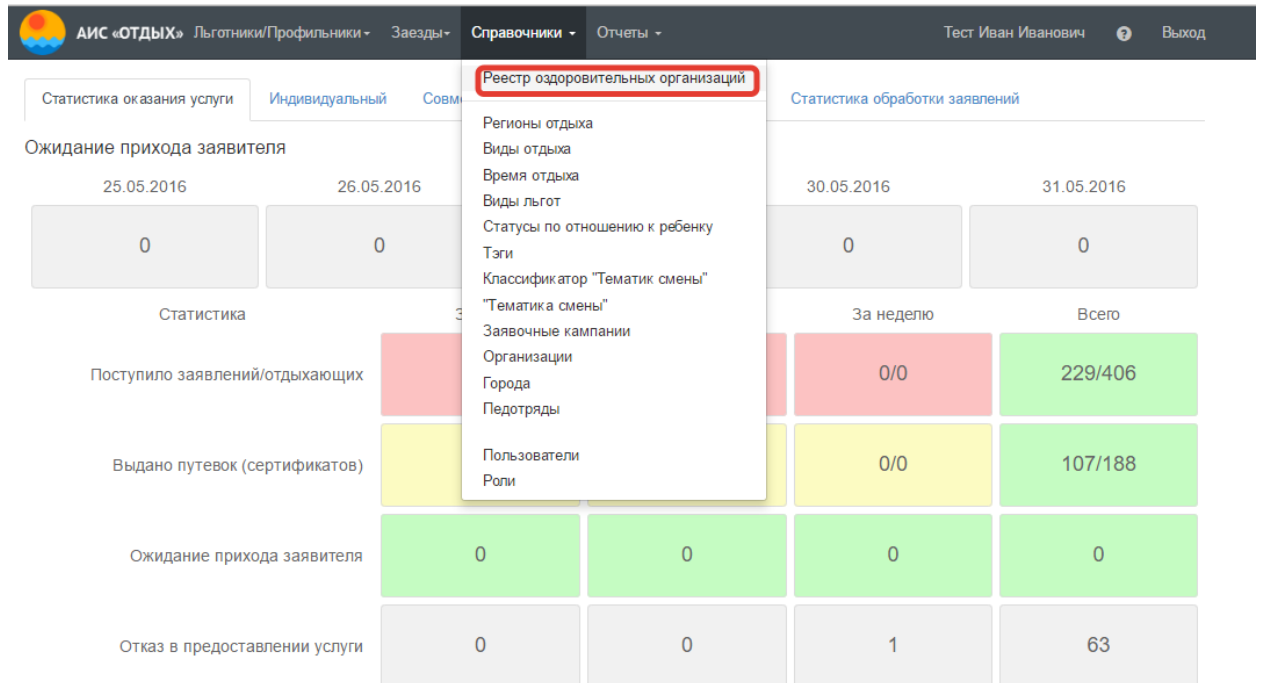 АИС «ОТДЫХ» Льготники/Профильники Заезды Справочники Отчеты Тест Иван Иванович ? Выход
Реестр оздоровительных организаций
Статистика оказания услуги Индивидуальный Статистика обработки заявлений
Регионы отдыха
Виды отдыха
Время отдыха
Виды льгот
Статусы по отношению к ребенку
Тэги
Классификатор "Тематик смены"
"Тематика смены"
Заявочные кампании
Организации
Города
Педотряды
Пользователи
Роли
Ожидание прихода заявителя
25.05.2016 26.05.2016 30.05.2016 31.05.2016
0 0 0 0
Статистика За неделю Всего
Поступило заявлений/отдыхающих 0/0 229/406
Выдано путевок (сертификатов) 0/0 107/188
Ожидание прихода заявителя 0 0 0 0
Отказ в предоставлении услуги 0 0 1 63